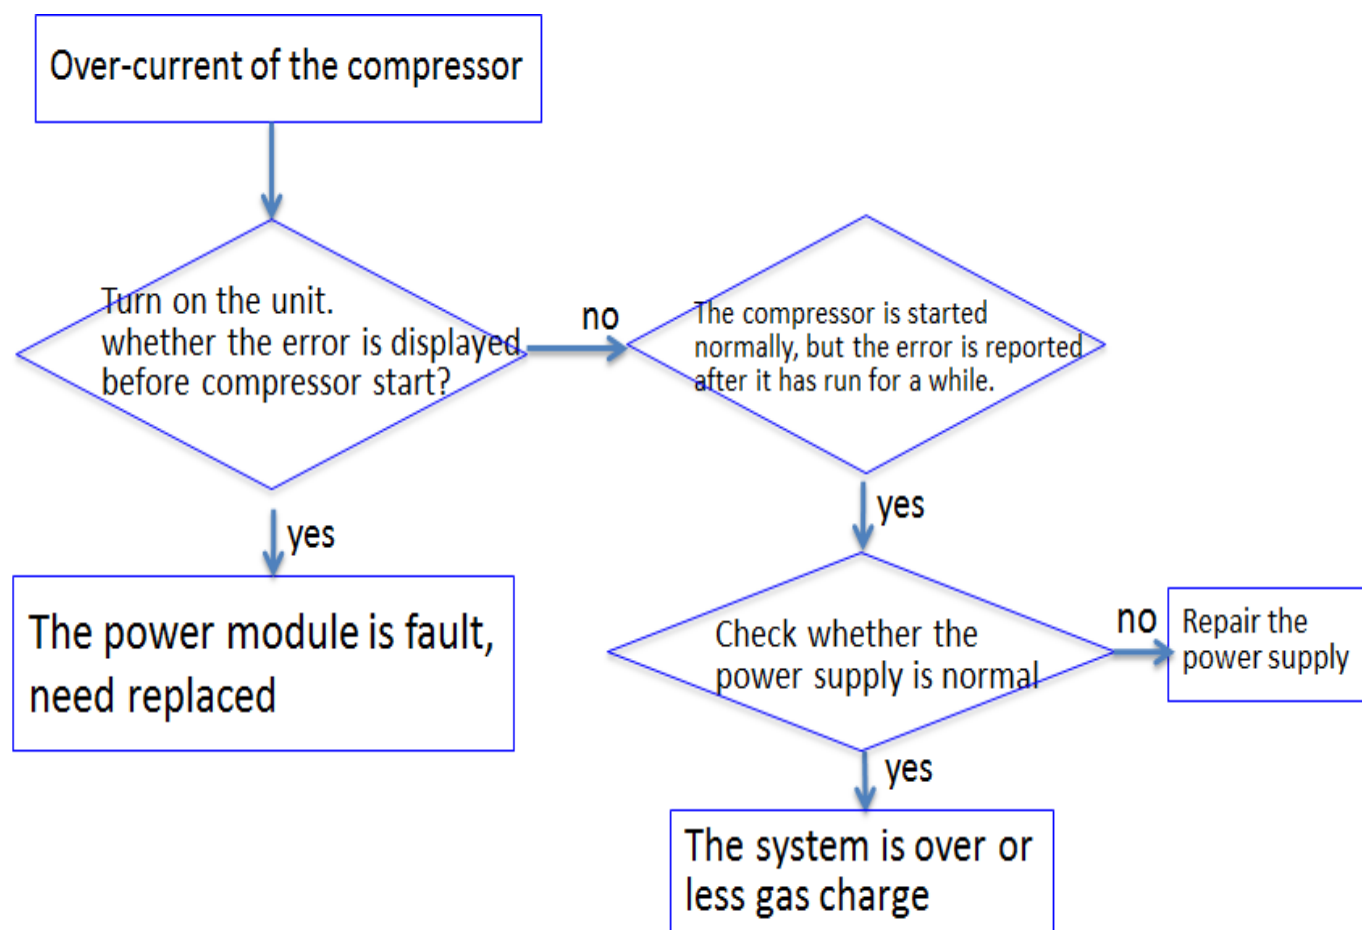 Over-current of the compressor
Turn on the unit.
whether the error is displayed
before compressor start?
no
The compressor is started
normally, but the error is reported
after it has run for a while.
yes
The power module is fault,
need replaced
yes
Check whether the
power supply is normal
no
Repair the
power supply
yes
The system is over or
less gas charge